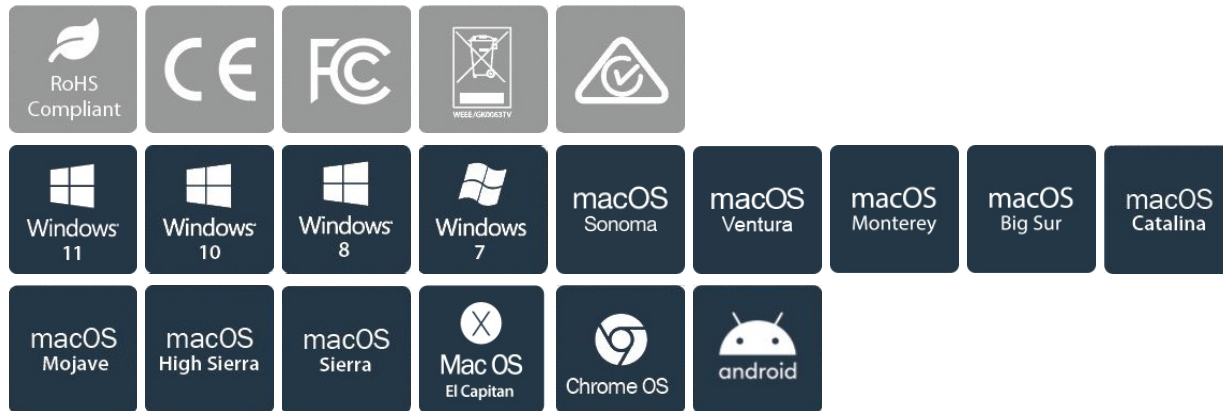 RoHS
Compliant
CE
FC
WEEE/GK0063TV
Windows
11
Windows
10
Windows
8
Windows
7
macOS
Sonoma
macOS
Ventura
macOS
Monterey
macOS
Big Sur
macOS
Catalina
macOS
Mojave
macOS
High Sierra
macOS
Sierra
X
Mac OS
El Capitan
Chrome OS
android